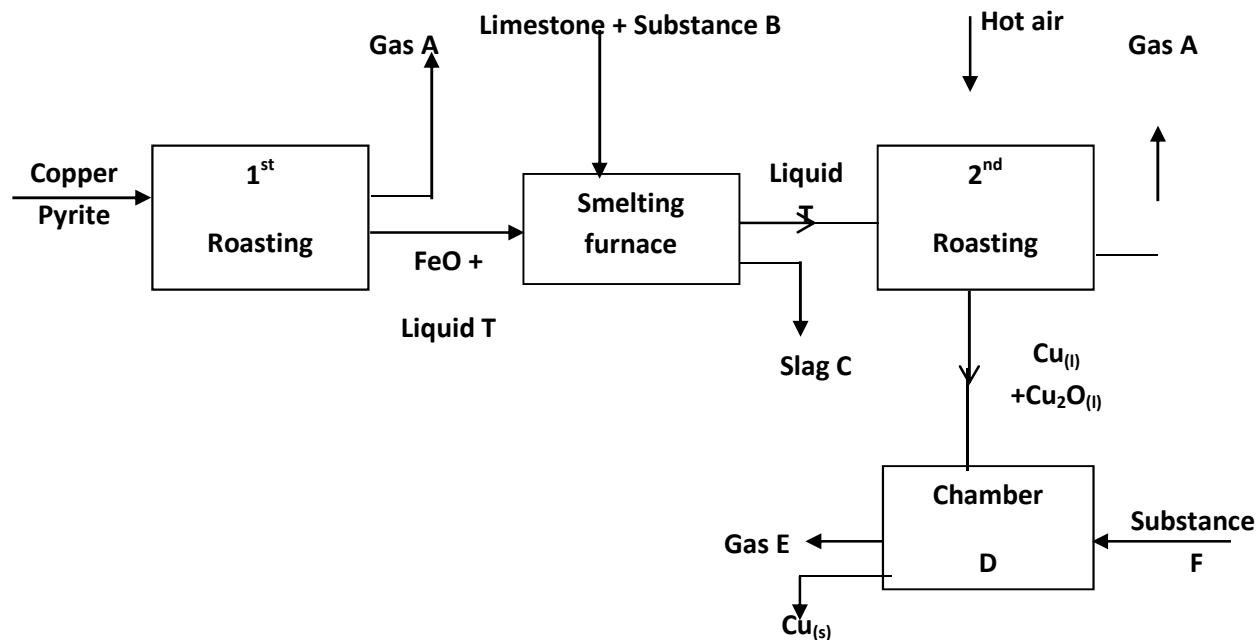 Limestone + Substance B
Hot air
Gas A
Gas A
Copper
Pyrite
1st
Roasting
FeO +
Liquid T
Smelting
furnace
Liquid
T
Slag C
2nd
Roasting
Cu(l)
+Cu₂O(l)
Chamber
D
Substance
F
Gas E
Cu(s)